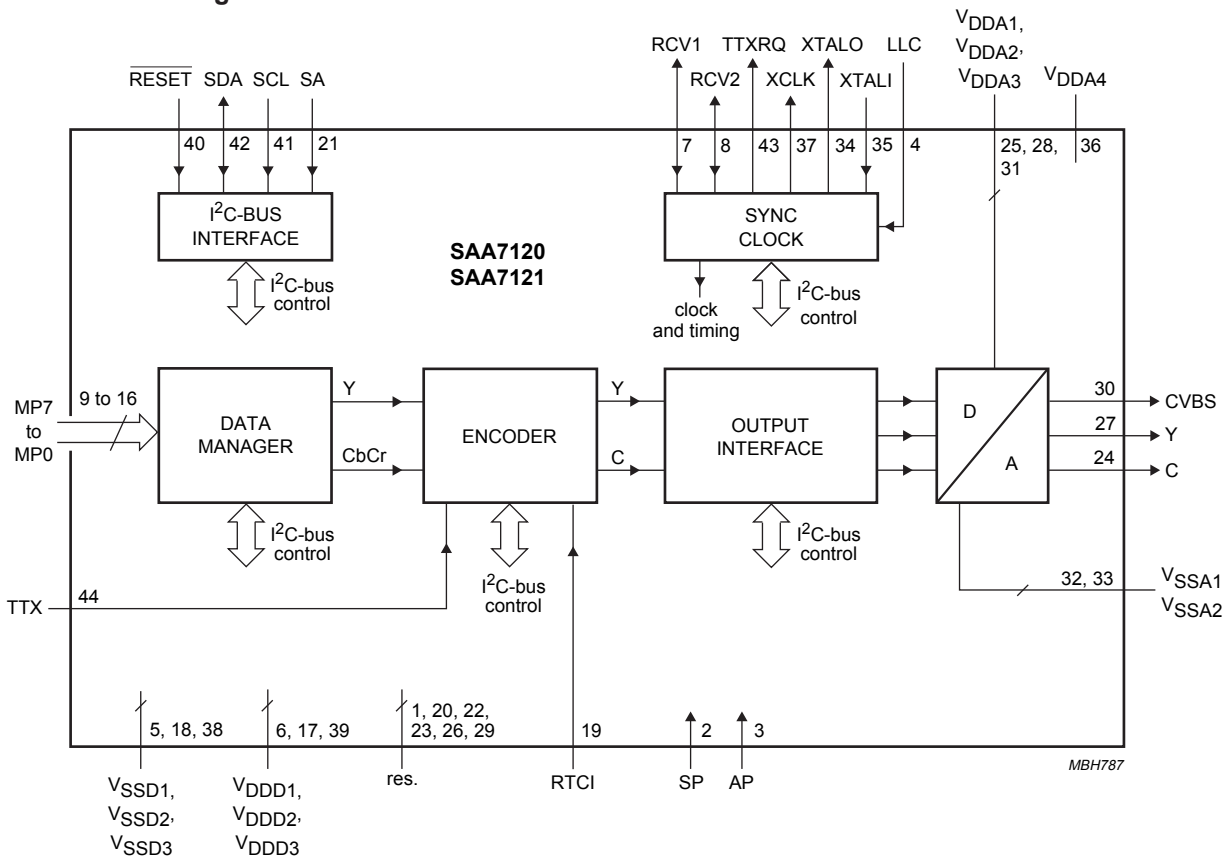 g
RESET SDA SCL SA
RCV1 TTXRQ XTALO LLC
RCV2 XCLK XTALI
VDDA1,
VDDA2,
VDDA3
VDDA4
40 42 41 21
7 8 43 37 34 35 4
25, 28,
31
36
I2C-BUS
INTERFACE
SYNC
CLOCK
SAA7120
SAA7121
I2C-bus
control
clock
and timing
I2C-bus
control
MP7
to
MP0
9 to 16
DATA
MANAGER
Y
CbCr
ENCODER
Y
C
OUTPUT
INTERFACE
D
A
30 CVBS
27 Y
24 C
I2C-bus
control
I2C-bus
control
I2C-bus
control
TTX 44
32, 33
VSSA1
VSSA2
5, 18, 38
6, 17, 39
1, 20, 22,
23, 26, 29
19
2
3
VSSD1,
VSSD2,
VSSD3
VDDD1,
VDDD2,
VDDD3
res.
RTCI
SP
AP
MBH787